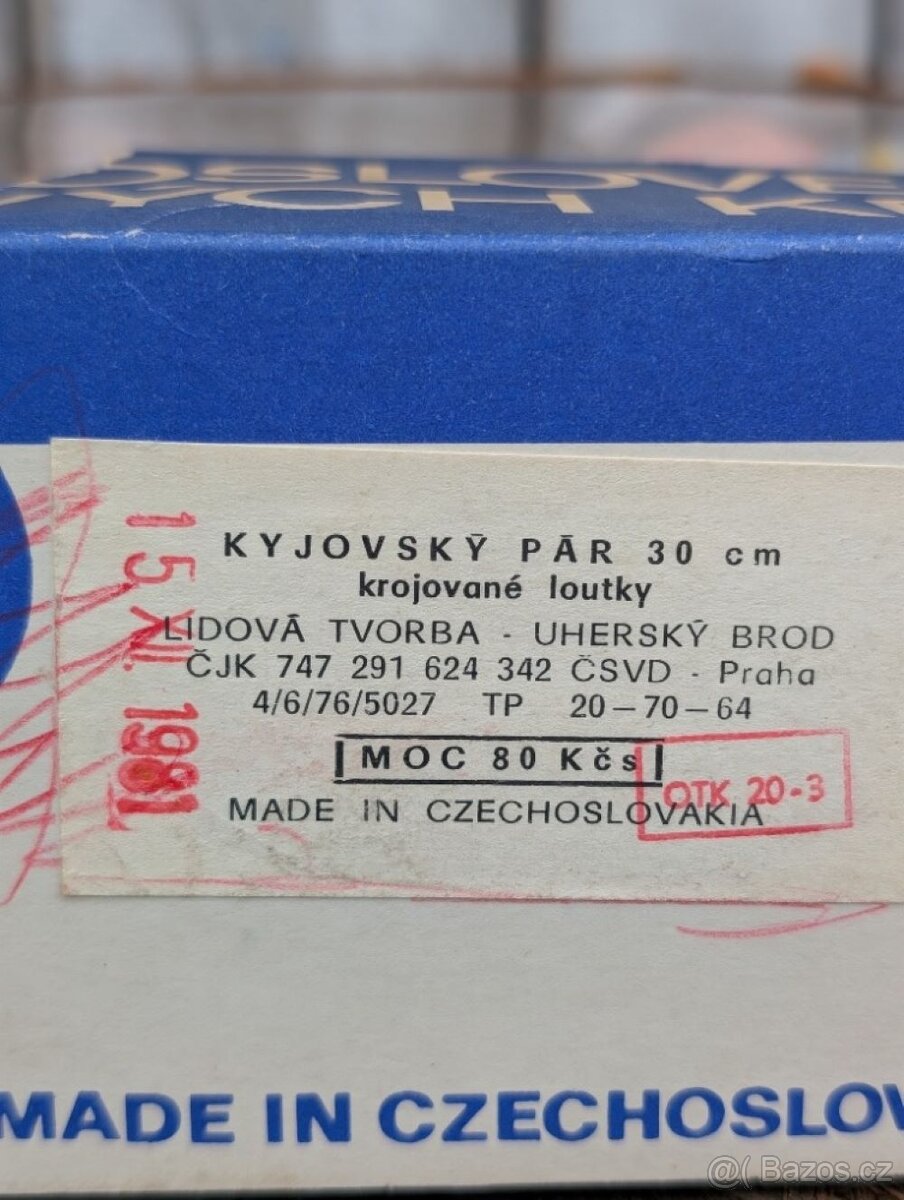 OSLOVE
ÝCH K
KYJOVSKÝ PÁR 30 cm
krojované loutky
LIDOVÁ TVORBA - UHERSKÝ BROD
ČJK 747 291 624 342 ČSVD - Praha
4/6/76/5027 TP 20-70-64
MOC 80 Kčs
MADE IN CZECHOSLOVAKIA
15 XII. 1981
OTK 20-3
MADE IN CZECHOSLOV
@( Bazos.cz